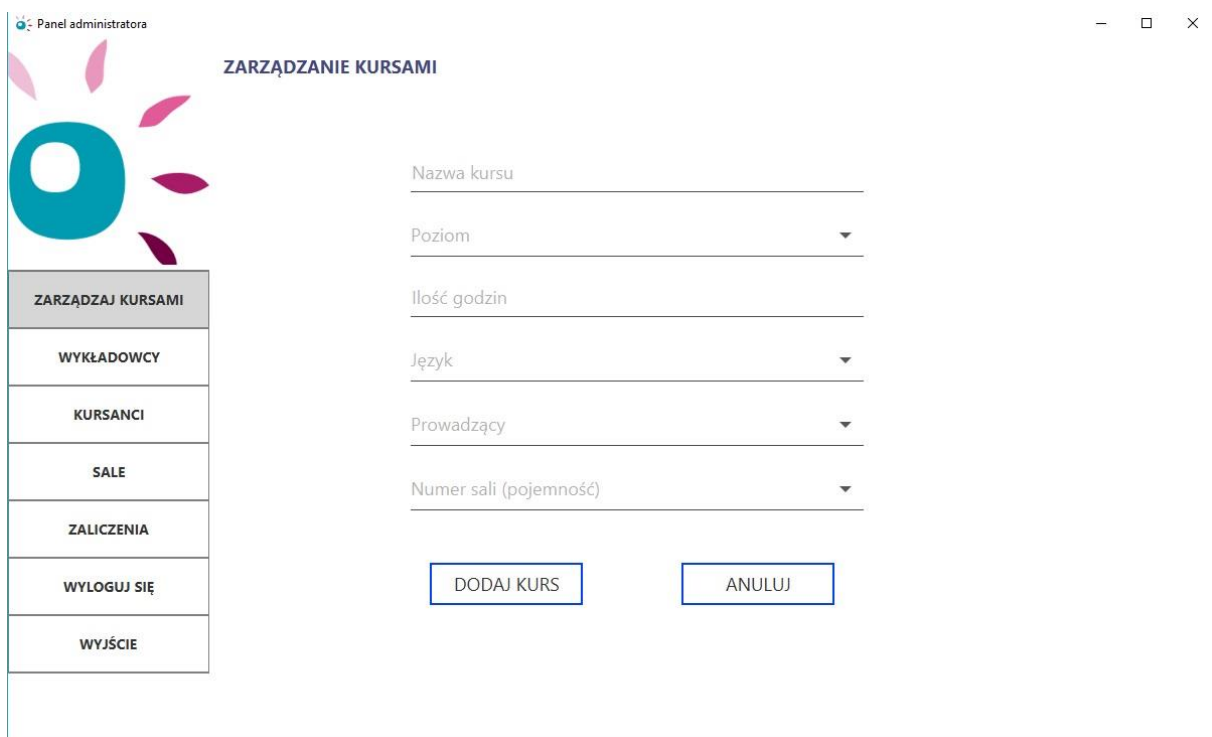 Panel administratora
ZARZĄDZANIE KURSAMI
Nazwa kursu
Poziom
Ilość godzin
Język
Prowadzący
Numer sali (pojemność)
DODAJ KURS
ANULUJ
ZARZĄDZAJ KURSAMI
WYKŁADOWCY
KURSANCI
SALE
ZALICZENIA
WYLOGUJ SIĘ
WYJŚCIE